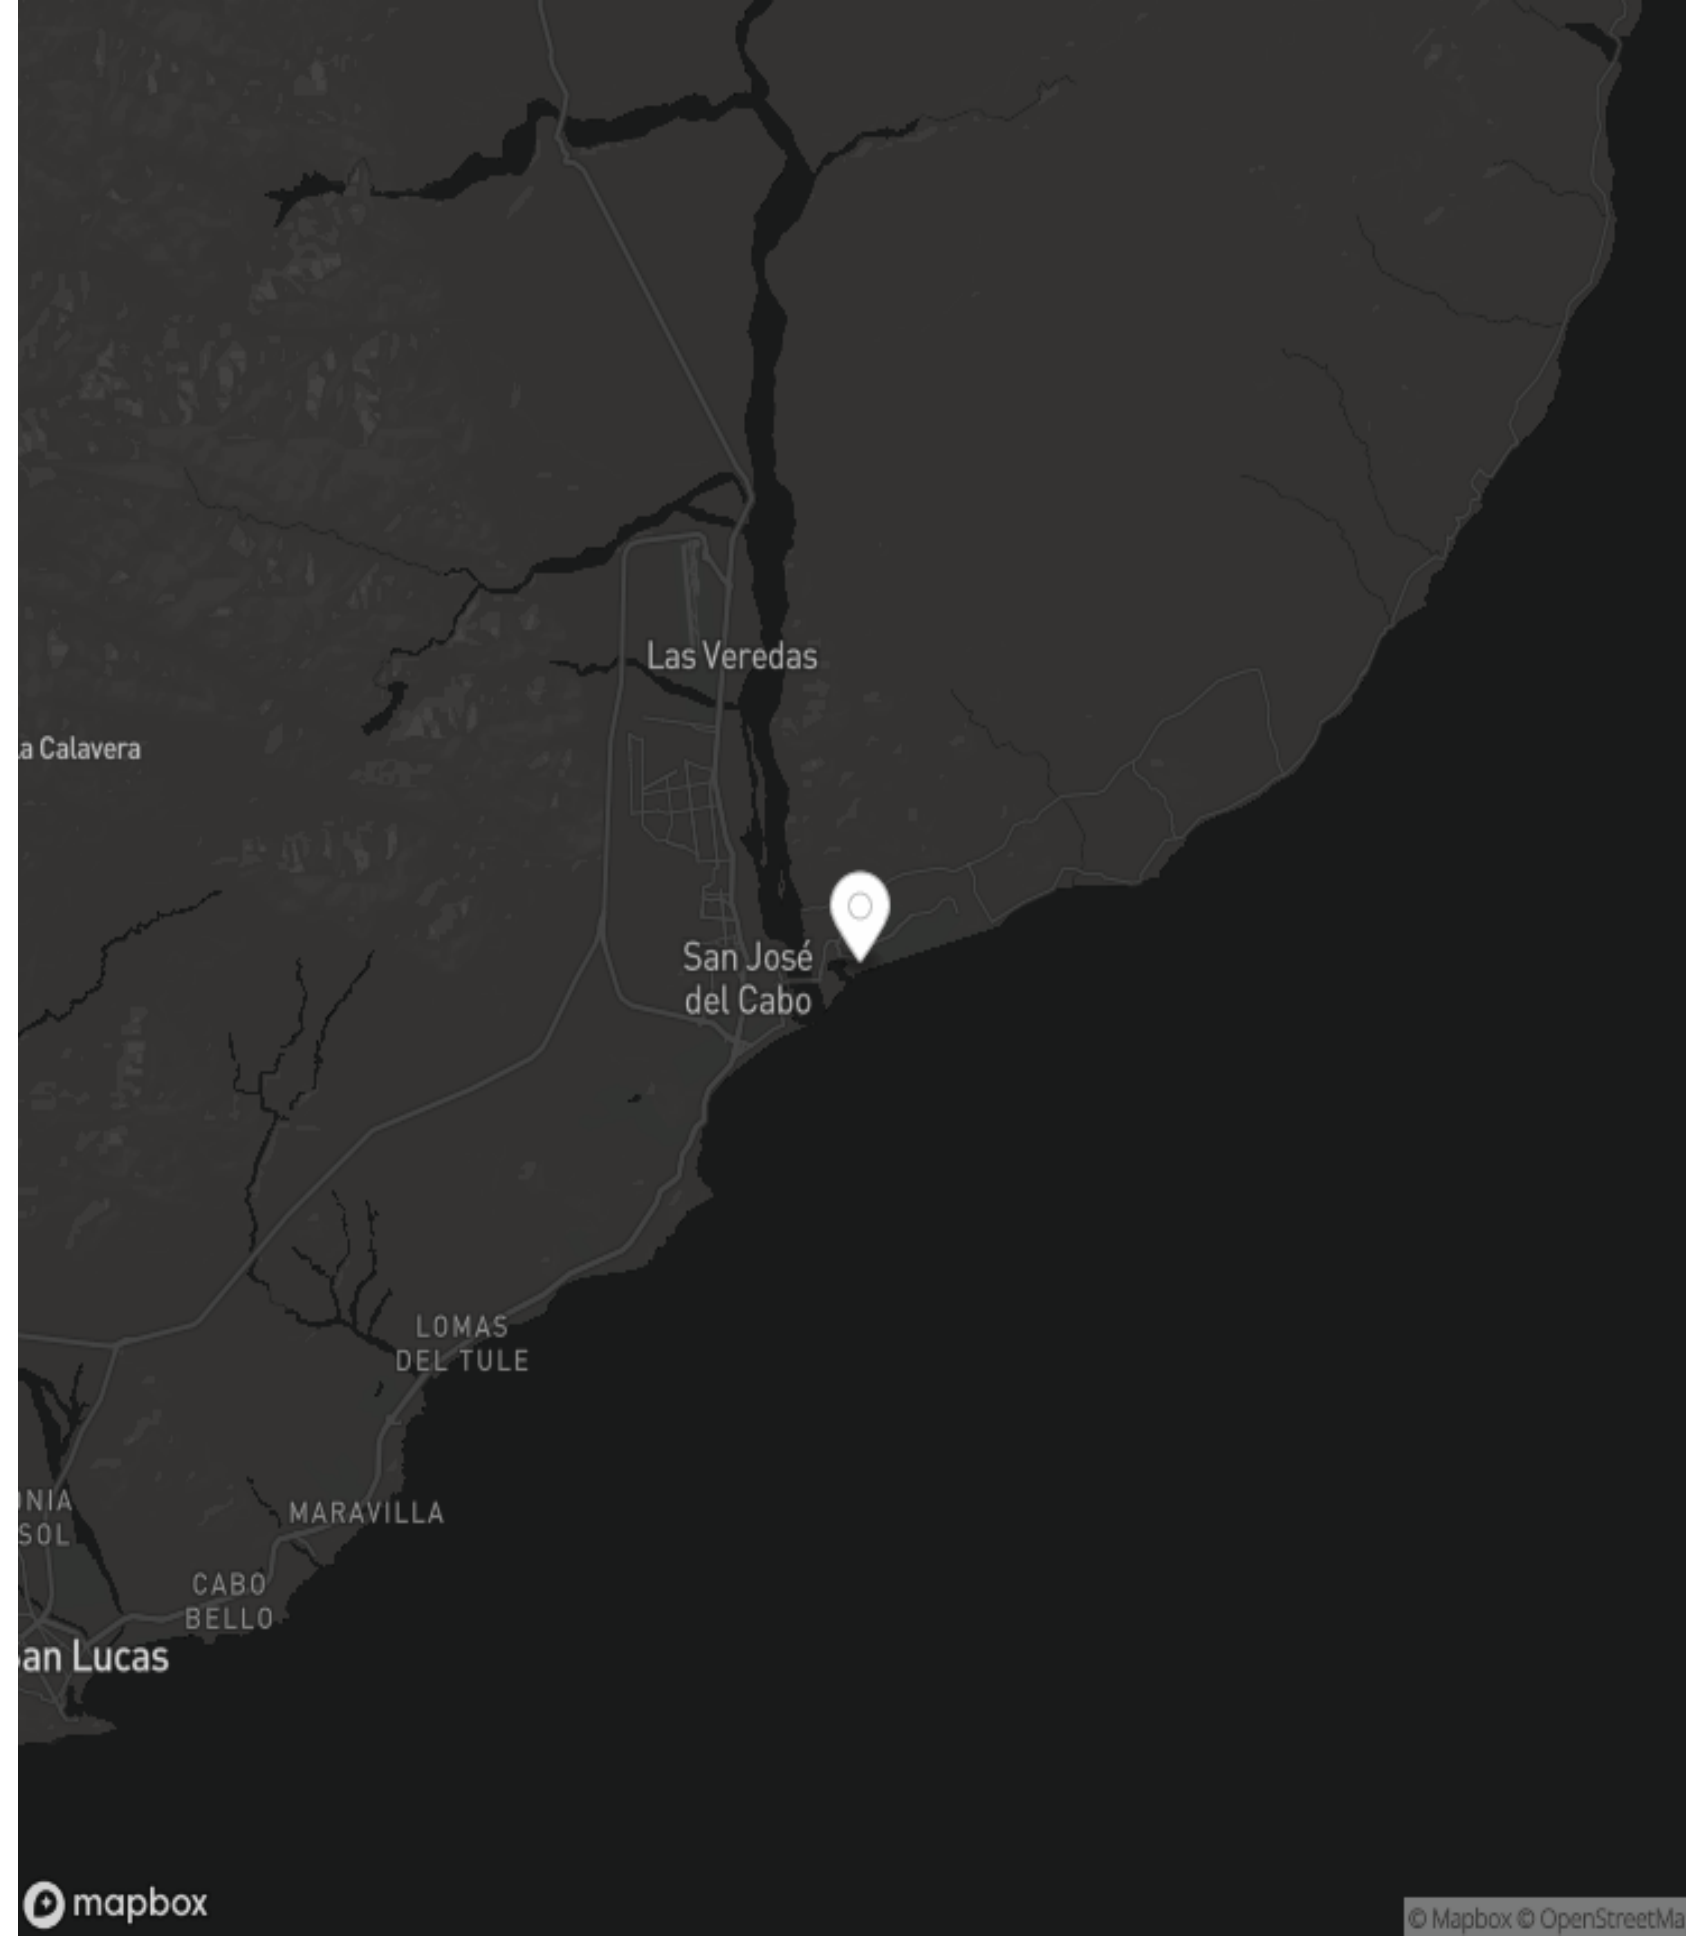 Las Veredas
a Calavera
San José
del Cabo
LOMAS
DEL TULE
NIA
SOL
MARAVILLA
CABO
BELLO
an Lucas
mapbox
© Mapbox © OpenStreetMa